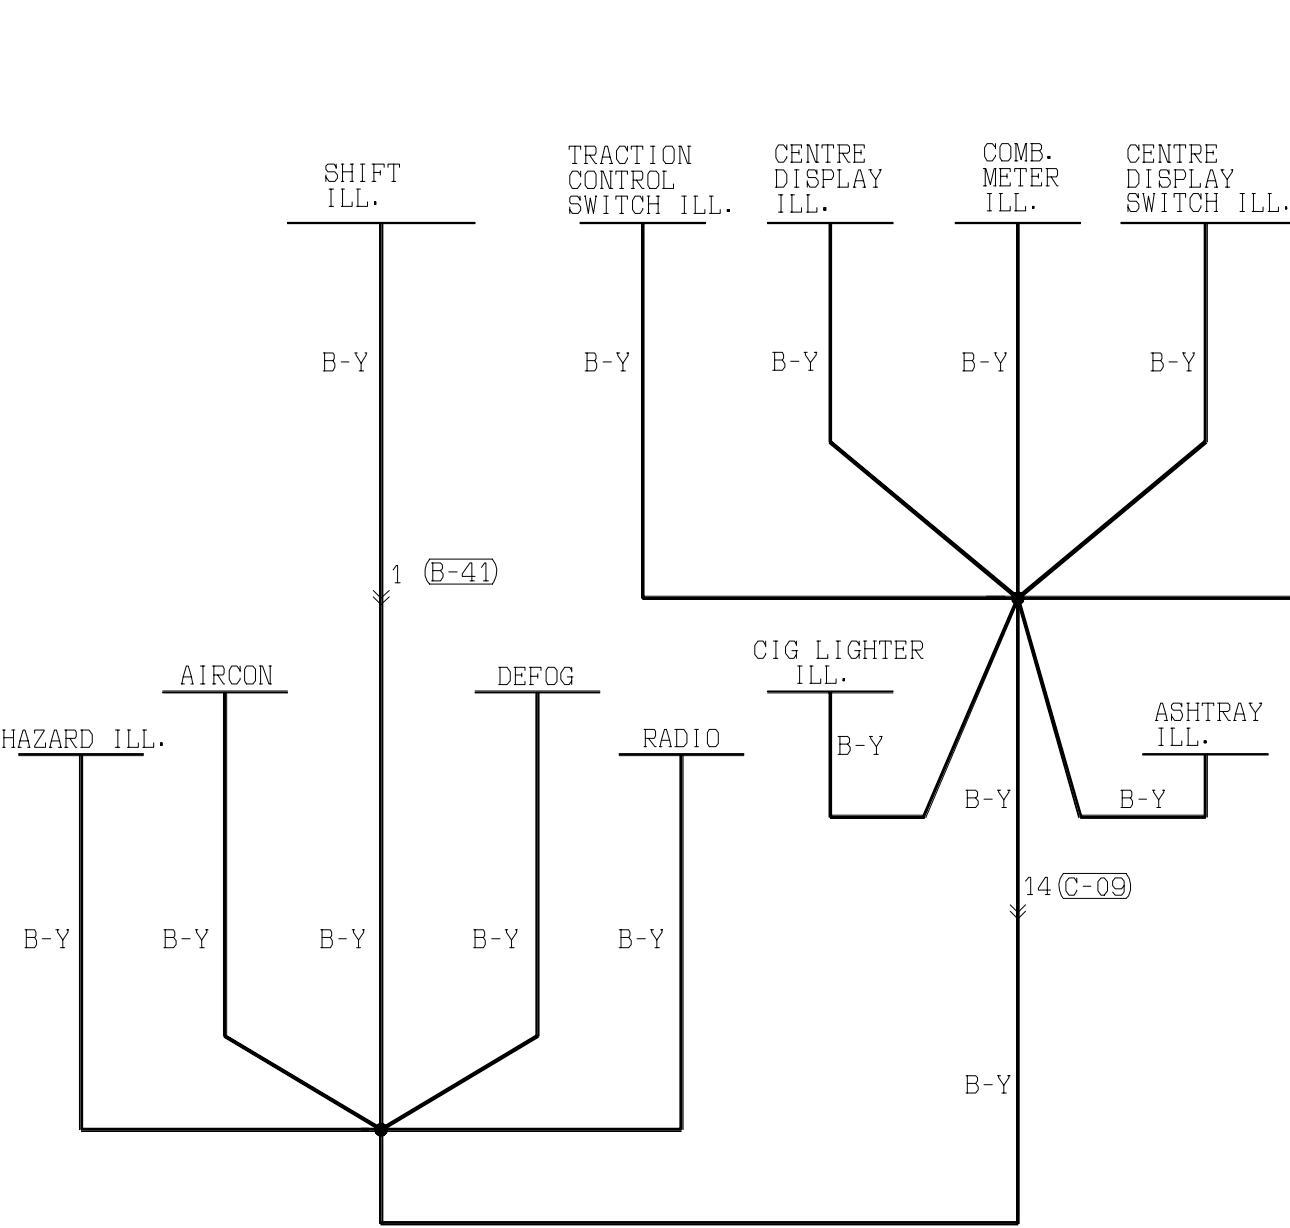 SHIFT
ILL.
TRACTION
CONTROL
SWITCH ILL.
CENTRE
DISPLAY
ILL.
COMB.
METER
ILL.
CENTRE
DISPLAY
SWITCH ILL.
B-Y
B-Y
B-Y
B-Y
B-Y
1 B-41
CIG LIGHTER
ILL.
AIRCON
DEFOG
ASHTRAY
ILL.
HAZARD ILL.
RADIO
B-Y
B-Y
B-Y
14 C-09
B-Y
B-Y
B-Y
B-Y
B-Y
B-Y